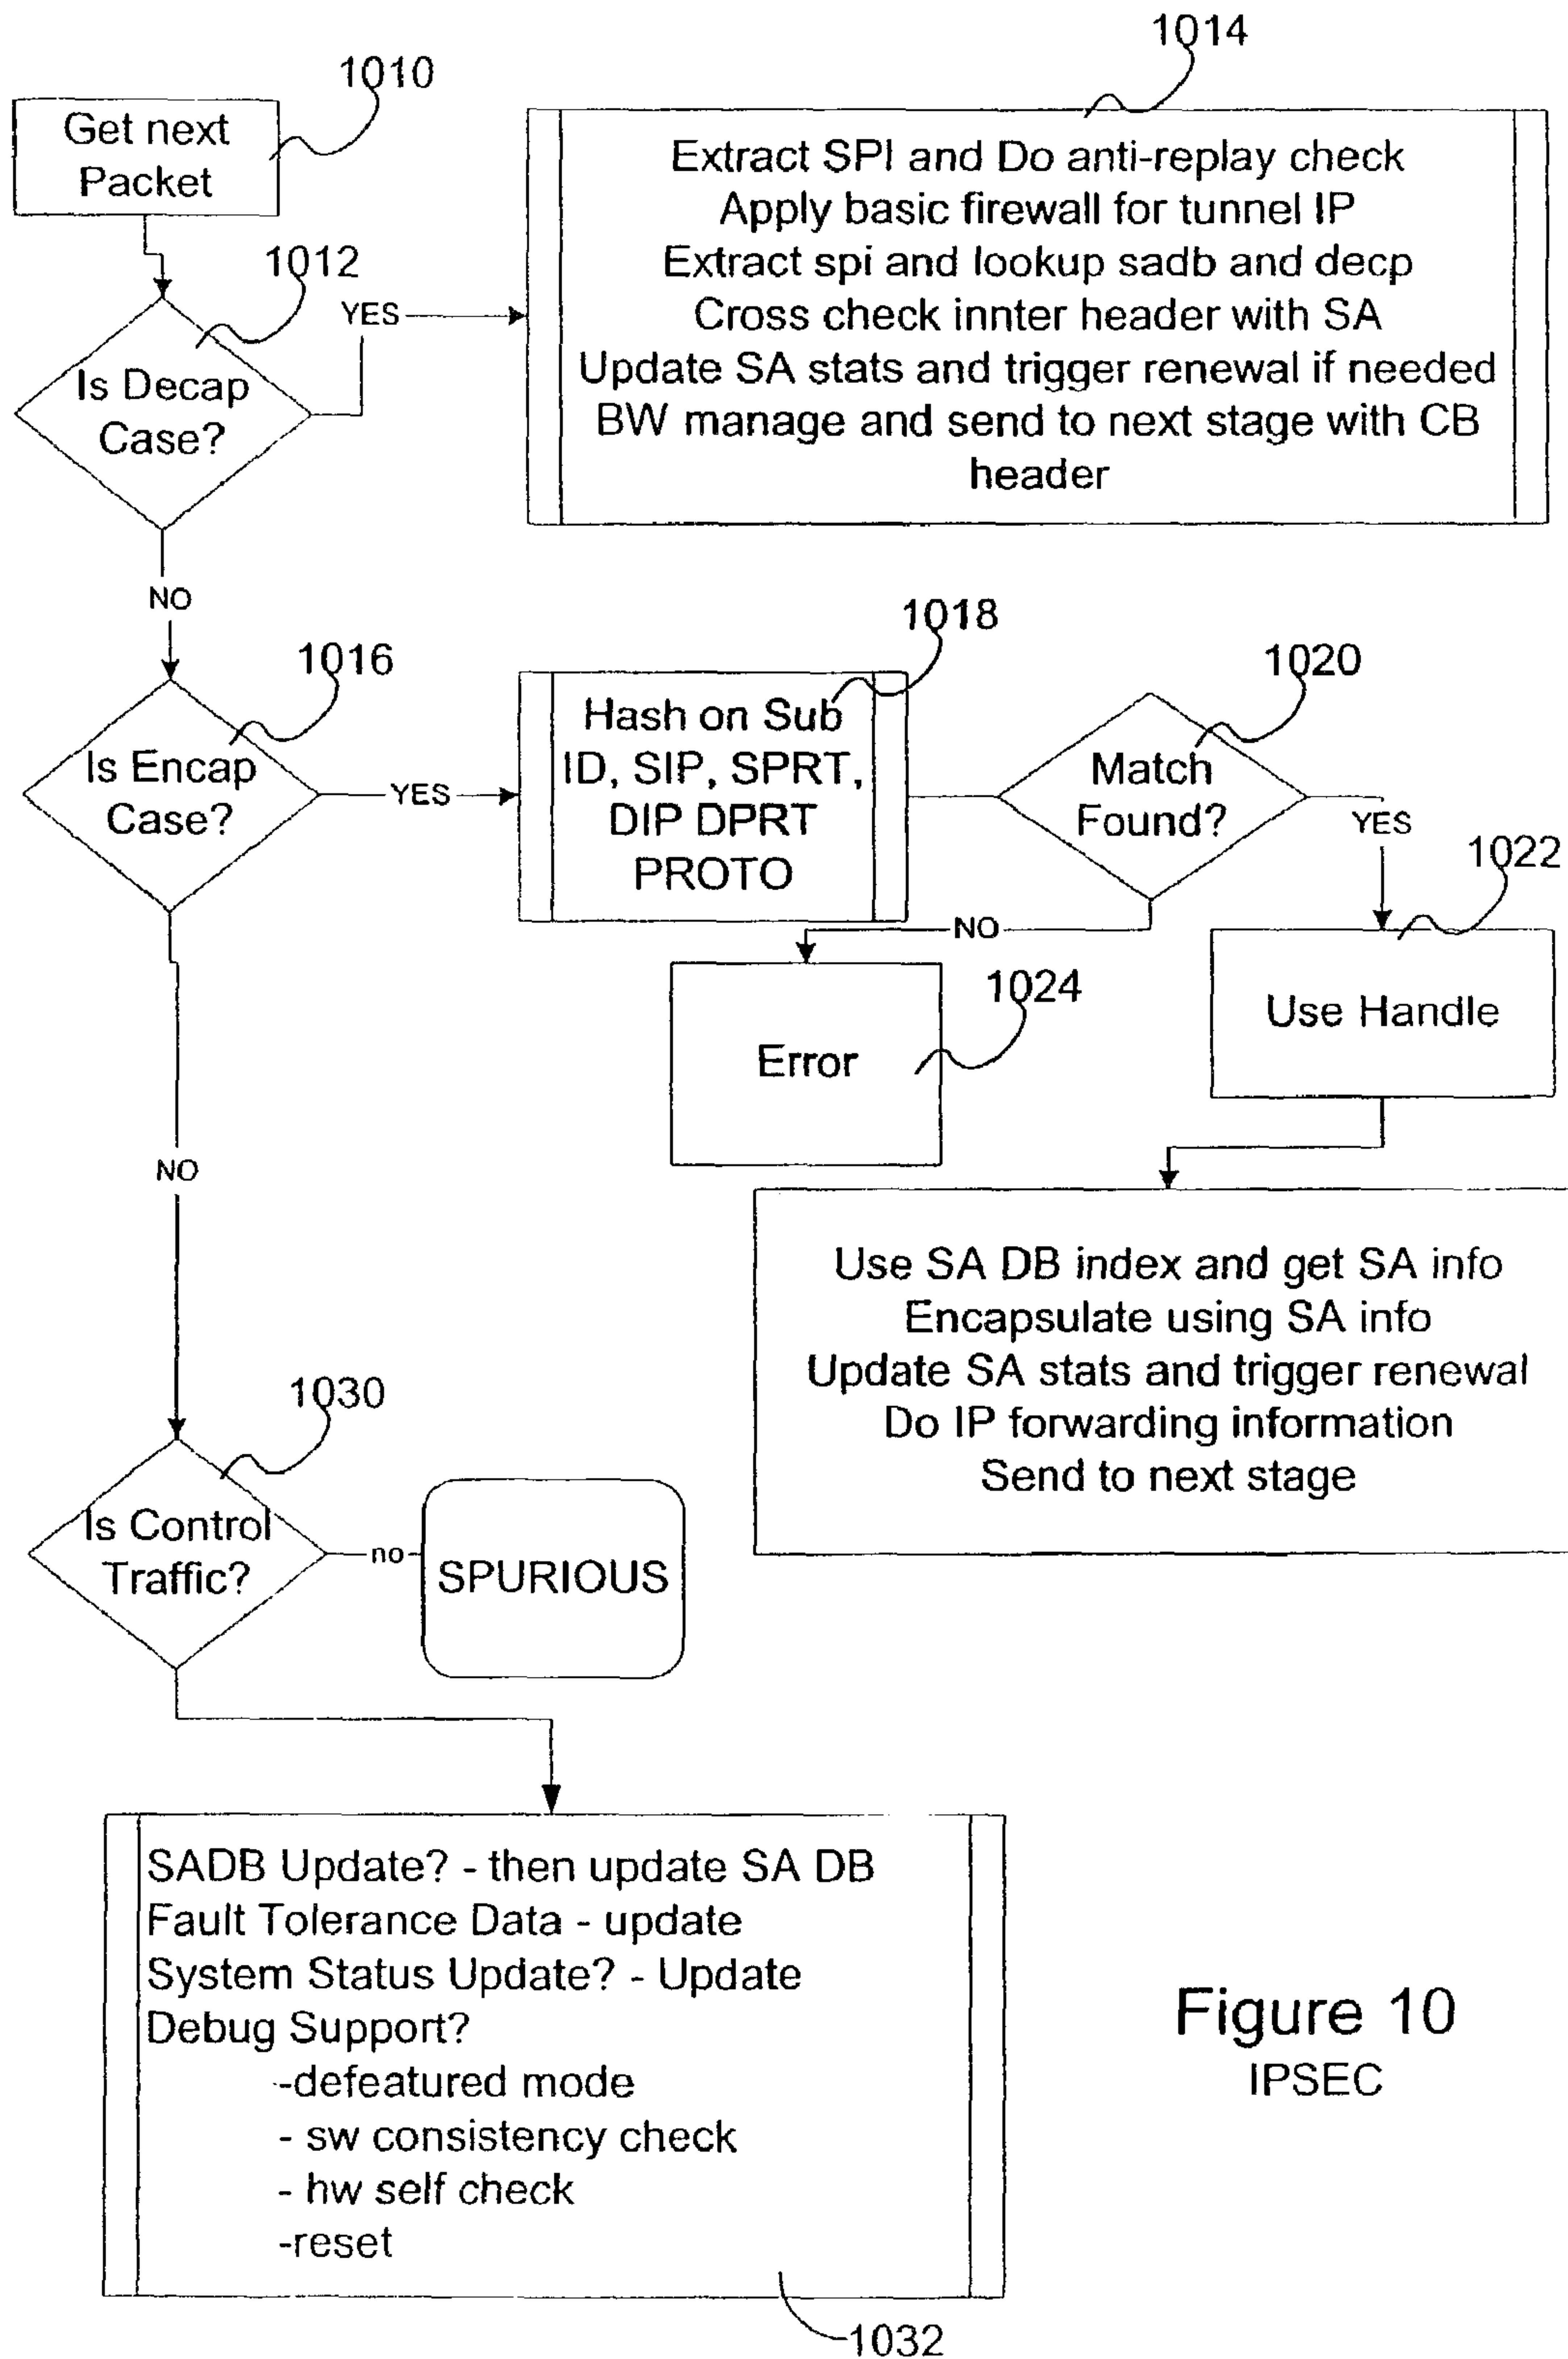 1010
Get next
Packet
1012
Is Decap
Case?
YES
1014
Extract SPI and Do anti-replay check
Apply basic firewall for tunnel IP
Extract spi and lookup sadb and decp
Cross check innter header with SA
Update SA stats and trigger renewal if needed
BW manage and send to next stage with CB
header
NO
1016
Is Encap
Case?
YES
1018
Hash on Sub
ID, SIP, SPRT,
DIP DPRT
PROTO
1020
Match
Found?
YES
1022
Use Handle
NO
1024
Error
Use SA DB index and get SA info
Encapsulate using SA info
Update SA stats and trigger renewal
Do IP forwarding information
Send to next stage
NO
1030
Is Control
Traffic?
no
SPURIOUS
SADB Update? - then update SA DB
Fault Tolerance Data - update
System Status Update? - Update
Debug Support?
-defeatured mode
- sw consistency check
- hw self check
-reset
1032
Figure 10
IPSEC